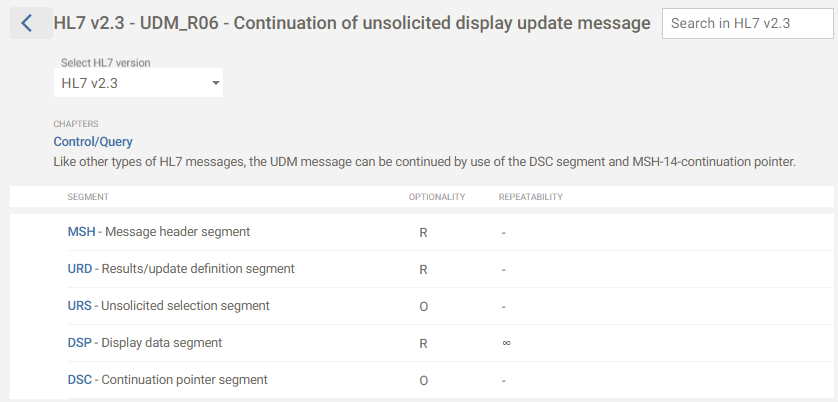 HL7 v2.3 - UDM_R06 - Continuation of unsolicited display update message
Search in HL7 v2.3
Select HL7 version
HL7 v2.3
CHAPTERS
Control/Query
Like other types of HL7 messages, the UDM message can be continued by use of the DSC segment and MSH-14-continuation pointer.
SEGMENT OPTIONALITY REPEATABILITY
MSH - Message header segment R -
URD - Results/update definition segment R -
URS - Unsolicited selection segment O -
DSP - Display data segment R ∞
DSC - Continuation pointer segment O -